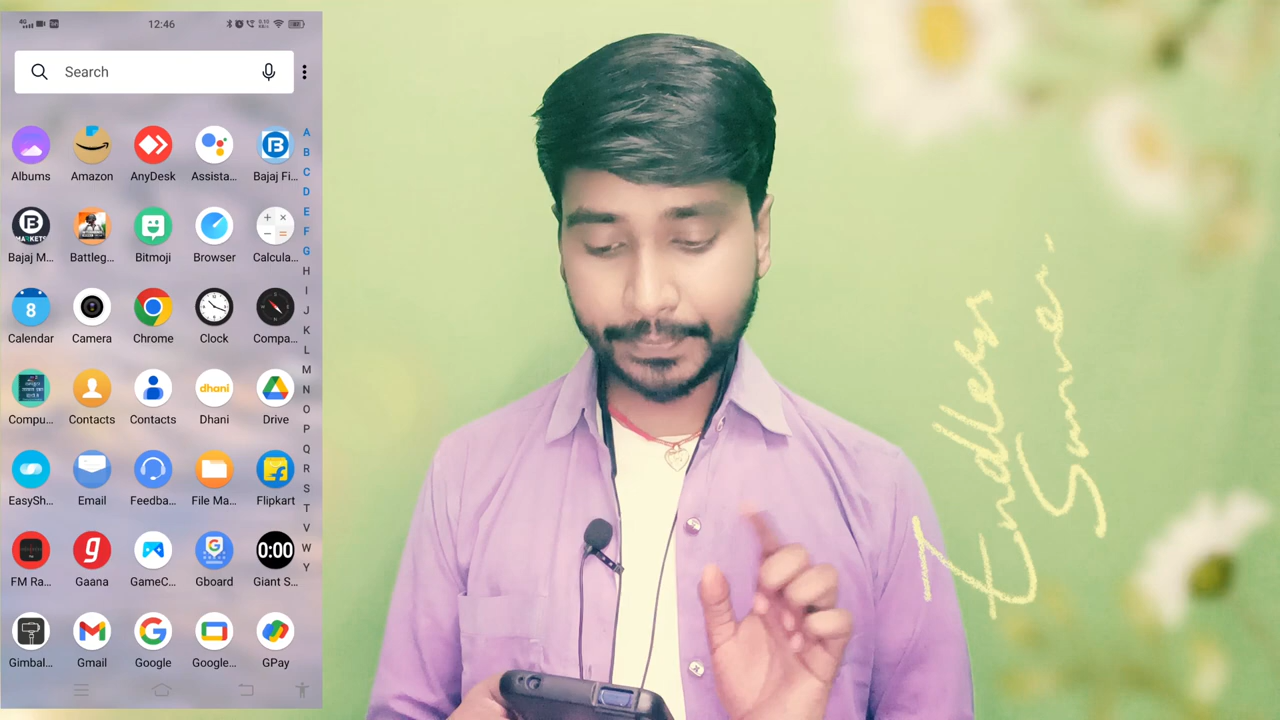 4G
12:46
Search
A
B
C
D
E
F
G
H
I
J
K
L
M
N
O
P
Q
R
S
T
V
W
Y
Albums Amazon AnyDesk Assista... Bajaj Fi...
B
MARKETS
Bajaj M... Battleg... Bitmoji Browser Calcula...
8
Calendar Camera Chrome Clock Compa...
dhani
Compu... Contacts Contacts Dhani Drive
EasySh... Email Feedba... File Ma... Flipkart
g
0:00
FM Ra... Gaana GameC... Gboard Giant S...
Gimbal... Gmail Google Google... GPay